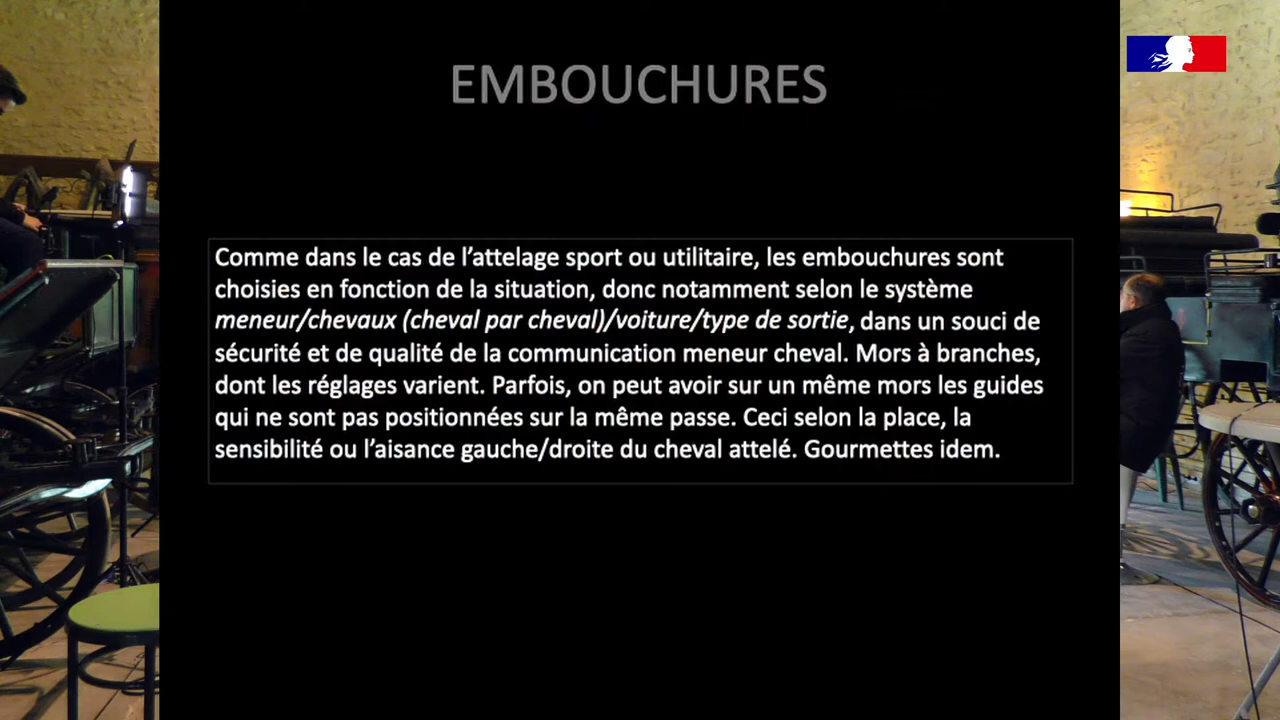 EMBOUCHURES
Comme dans le cas de l’attelage sport ou utilitaire, les embouchures sont
choisies en fonction de la situation, donc notamment selon le système
meneur/chevaux (cheval par cheval)/voiture/type de sortie, dans un souci de
sécurité et de qualité de la communication meneur cheval. Mors à branches,
dont les réglages varient. Parfois, on peut avoir sur un même mors les guides
qui ne sont pas positionnées sur la même passe. Ceci selon la place, la
sensibilité ou l’aisance gauche/droite du cheval attelé. Gourmettes idem.